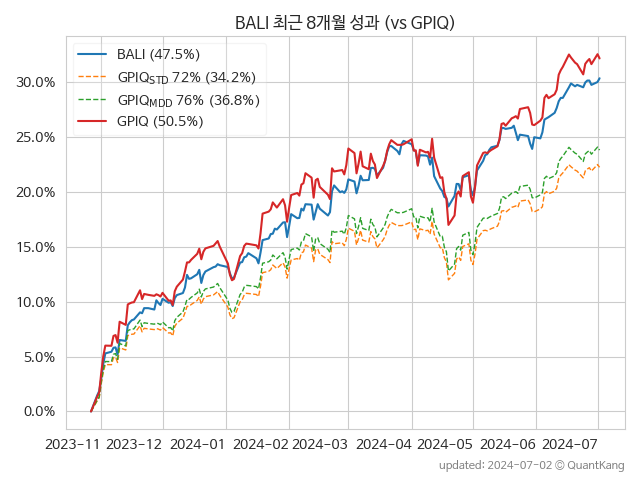 BALI 최근 8개월 성과 (vs GPIQ)
BALI (47.5%)
GPIQSTD 72% (34.2%)
GPIQMDD 76% (36.8%)
GPIQ (50.5%)
30.0%
25.0%
20.0%
15.0%
10.0%
5.0%
0.0%
2023-11 2023-12 2024-01 2024-02 2024-03 2024-04 2024-05 2024-06 2024-07
updated: 2024-07-02 © QuantKang